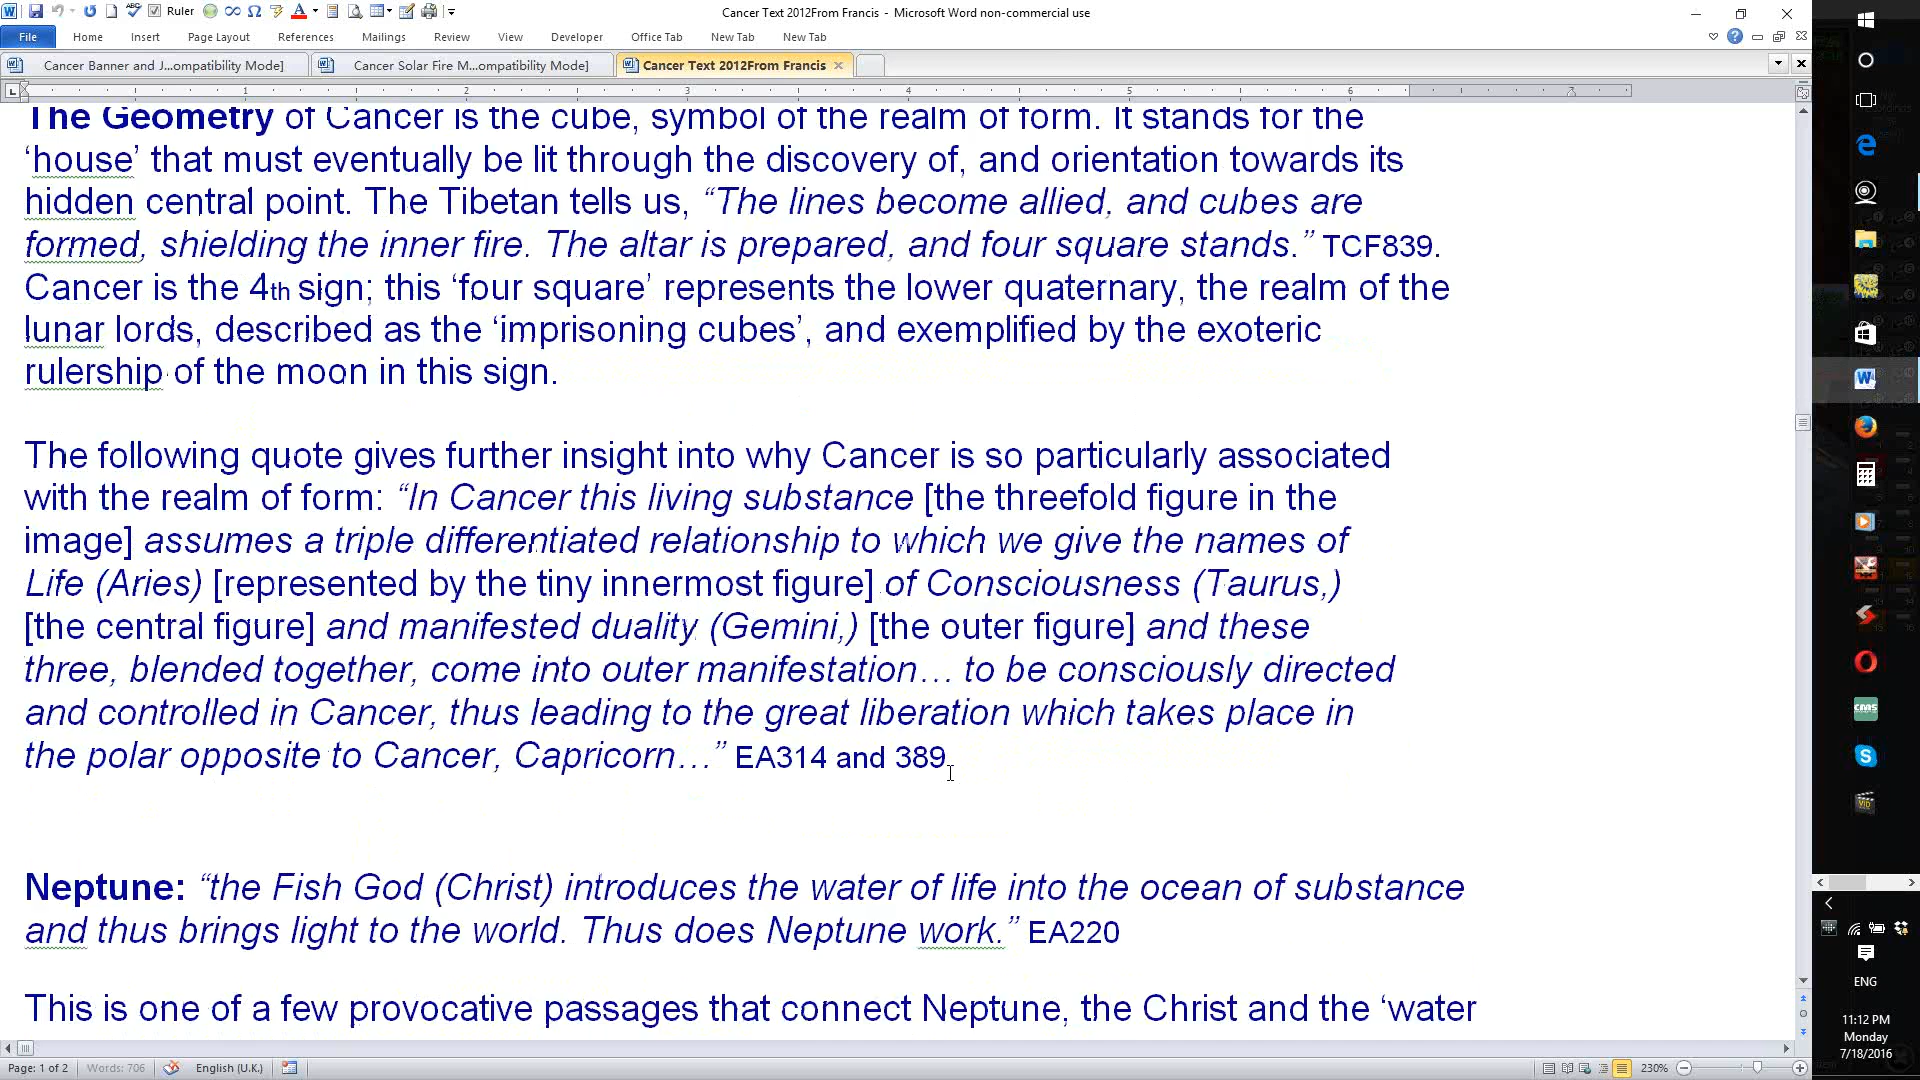 Cancer Text 2012From Francis - Microsoft Word non-commercial use
Ruler
File Home Insert Page Layout References Mailings Review View Developer Office Tab New Tab New Tab
Cancer Banner and J...ompatibility Mode] Cancer Solar Fire M...ompatibility Mode] Cancer Text 2012From Francis
1 2 3 4 5 6 7
The Geometry of Cancer is the cube, symbol of the realm of form. It stands for the
‘house’ that must eventually be lit through the discovery of, and orientation towards its
hidden central point. The Tibetan tells us, “The lines become allied, and cubes are
formed, shielding the inner fire. The altar is prepared, and four square stands.” TCF839.
Cancer is the 4th sign; this ‘four square’ represents the lower quaternary, the realm of the
lunar lords, described as the ‘imprisoning cubes’, and exemplified by the exoteric
rulership of the moon in this sign.
The following quote gives further insight into why Cancer is so particularly associated
with the realm of form: “In Cancer this living substance [the threefold figure in the
image] assumes a triple differentiated relationship to which we give the names of
Life (Aries) [represented by the tiny innermost figure] of Consciousness (Taurus,)
[the central figure] and manifested duality (Gemini,) [the outer figure] and these
three, blended together, come into outer manifestation… to be consciously directed
and controlled in Cancer, thus leading to the great liberation which takes place in
the polar opposite to Cancer, Capricorn…” EA314 and 389.
Neptune: “the Fish God (Christ) introduces the water of life into the ocean of substance
and thus brings light to the world. Thus does Neptune work.” EA220
This is one of a few provocative passages that connect Neptune, the Christ and the ‘water
Page: 1 of 2 Words: 706 English (U.K.) 230%
ENG
11:12 PM
Monday
7/18/2016